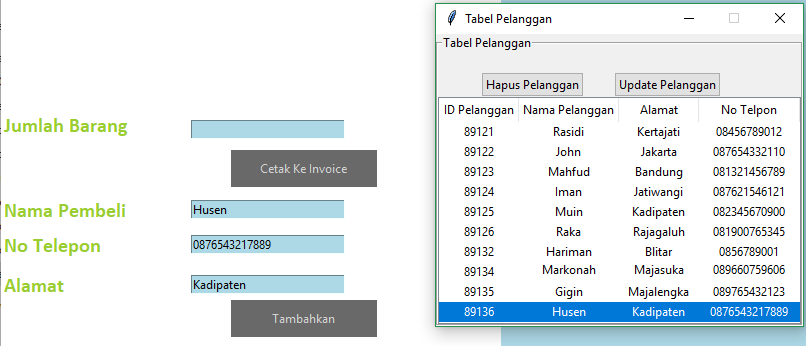 Jumlah Barang
Cetak Ke Invoice
Nama Pembeli Husen
No Telepon 0876543217889
Alamat Kadipaten
Tambahkan
Tabel Pelanggan
Tabel Pelanggan
Hapus Pelanggan Update Pelanggan
ID Pelanggan Nama Pelanggan Alamat No Telpon
89121 Rasidi Kertajati 08456789012
89122 John Jakarta 087654332110
89123 Mahfud Bandung 081321456789
89124 Iman Jatiwangi 087621546121
89125 Muin Kadipaten 082345670900
89126 Raka Rajagaluh 081900765345
89132 Hariman Blitar 0856789001
89134 Markonah Majasuka 089660759606
89135 Gigin Majalengka 089765432123
89136 Husen Kadipaten 0876543217889